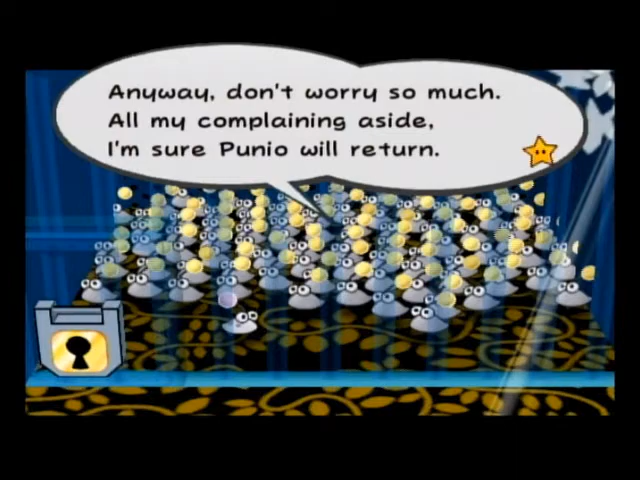 Anyway, don't worry so much.
All my complaining aside,
I'm sure Punio will return.